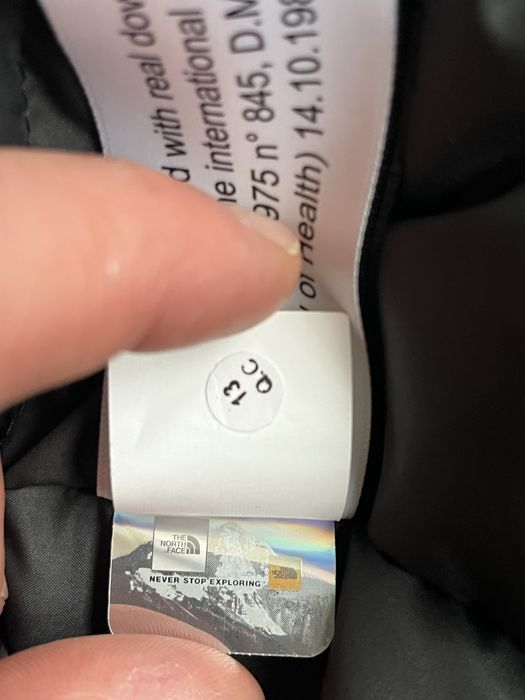 with real dow
international
975 n° 845, D.M
Health) 14.10.198
13
Q.C
THE
NORTH
FACE
NEVER STOP EXPLORING